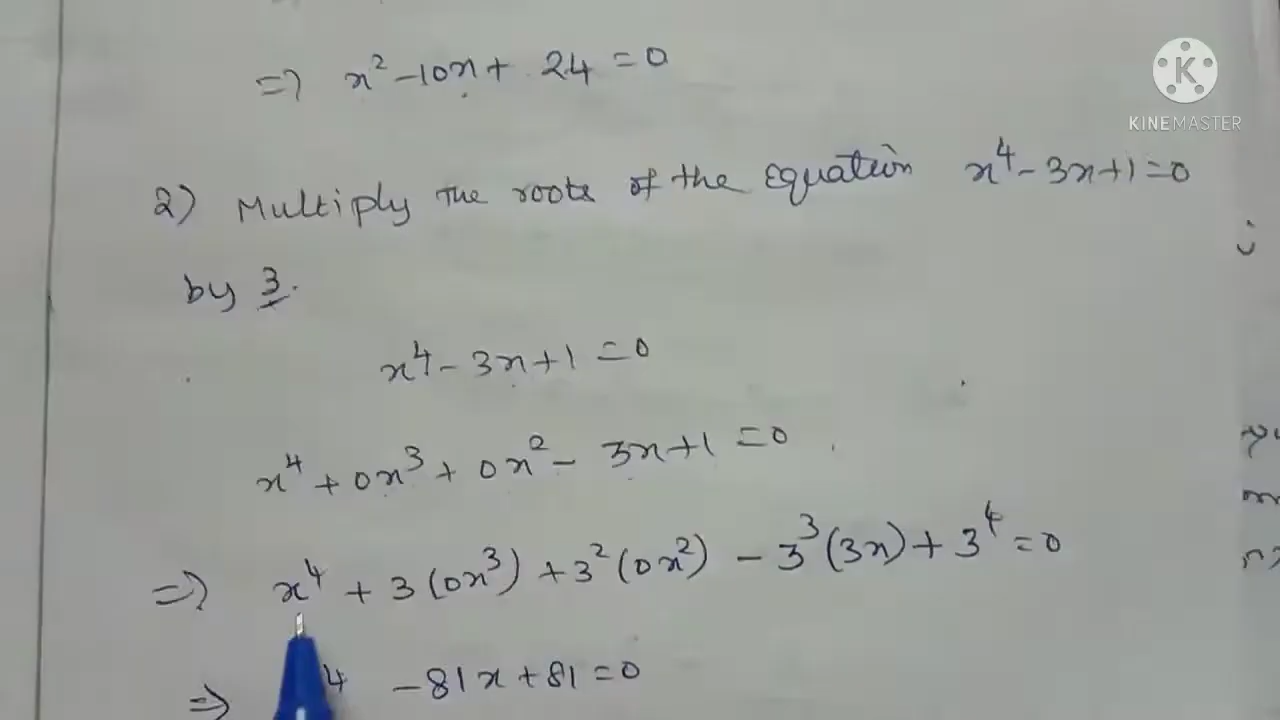 => x² - 10x + 24 = 0
KINEMASTER
2) Multiply the roots of the equation x⁴ - 3x + 1 = 0
by 3.
x⁴ - 3x + 1 = 0
x⁴ + 0x³ + 0x² - 3x + 1 = 0
=> x⁴ + 3(0x³) + 3²(0x²) - 3³(3x) + 3⁴ = 0
=> ⁴ - 81x + 81 = 0